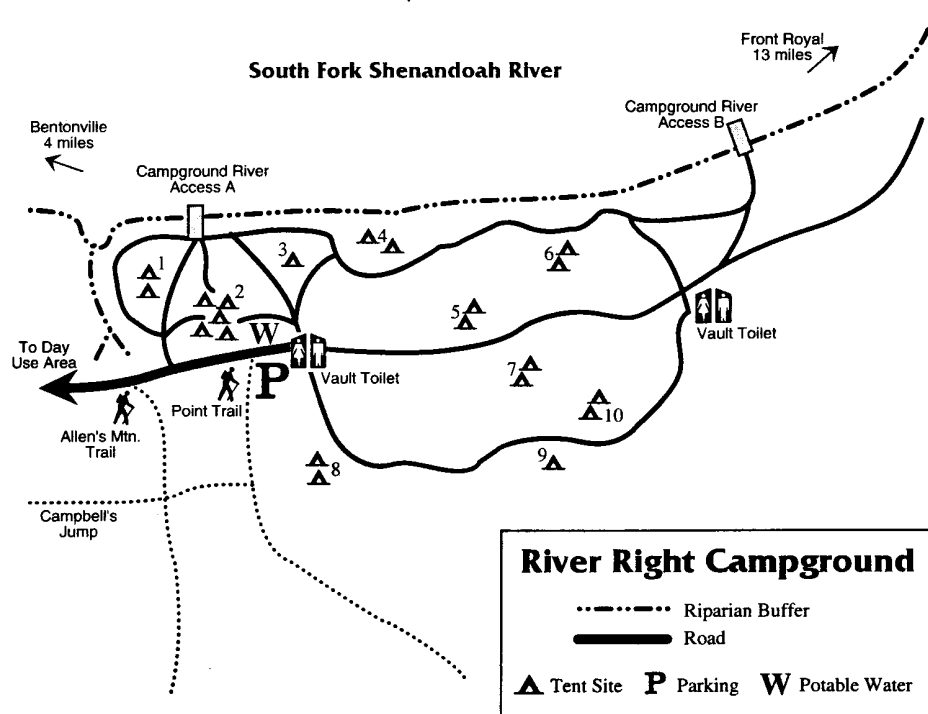 Front Royal
13 miles
South Fork Shenandoah River
Campground River
Access B
Bentonville
4 miles
Campground River
Access A
1
2
3
4
5
6
W
To Day
Use Area
P
Vault Toilet
Vault Toilet
7
10
Point Trail
Allen's Mtn.
Trail
8
9
Campbell's
Jump
River Right Campground
Riparian Buffer
Road
Tent Site P Parking W Potable Water